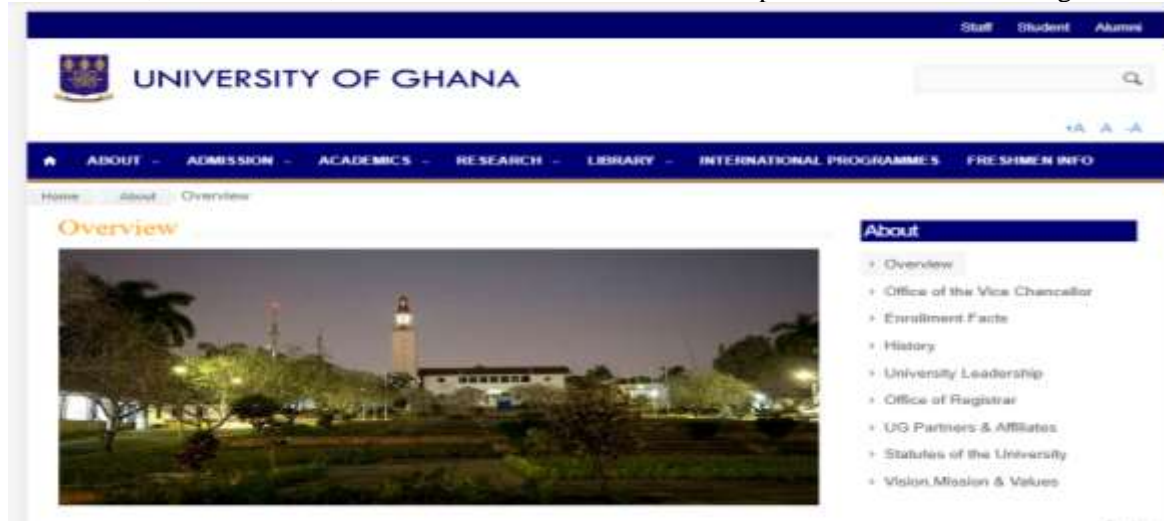 Staff Student Alumni
UNIVERSITY OF GHANA
+A A -A
ABOUT - ADMISSION - ACADEMICS - RESEARCH - LIBRARY - INTERNATIONAL PROGRAMMES FRESHMEN INFO
Home About Overview
Overview
About
Overview
Office of the Vice Chancellor
Enrollment Facts
History
University Leadership
Office of Registrar
UG Partners & Affiliates
Statutes of the University
Vision,Mission & Values